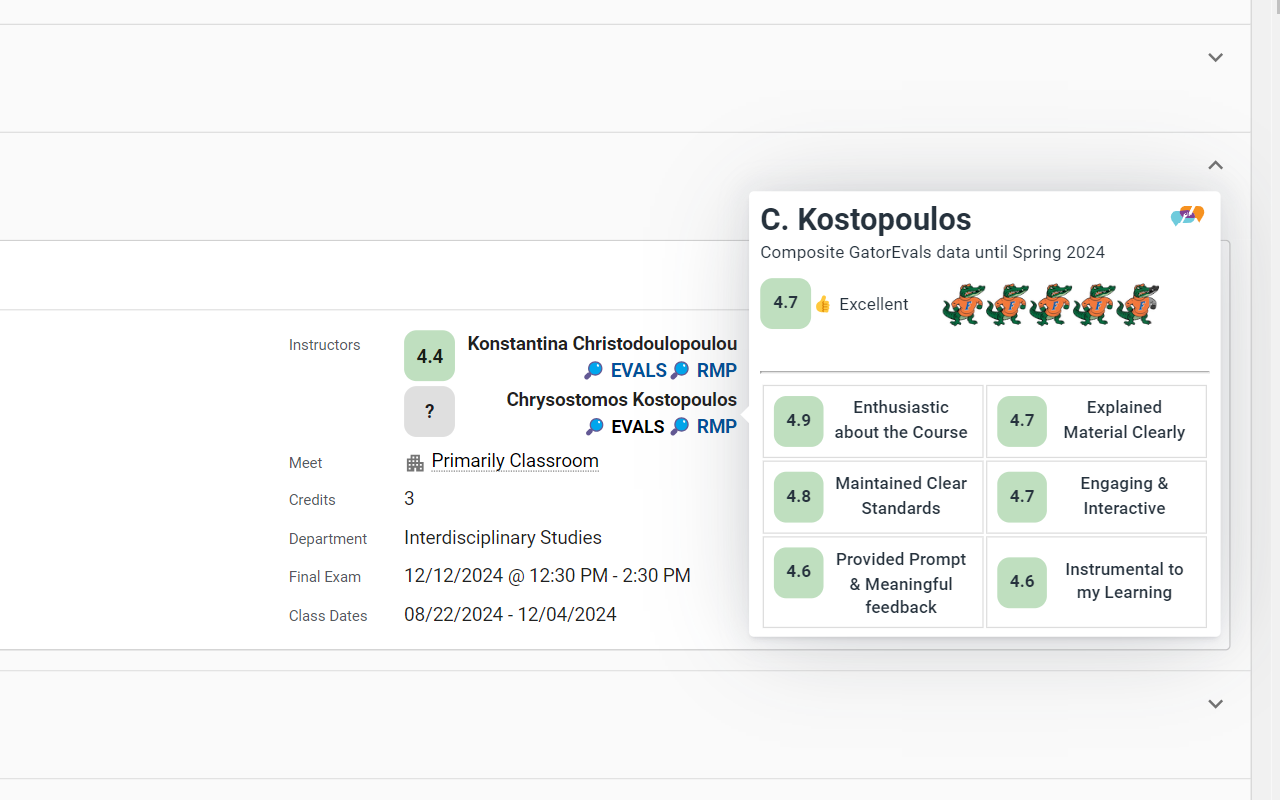 Instructors
4.4
Konstantina Christodoulopoulou
EVALS RMP
?
Chrysostomos Kostopoulos
EVALS RMP
Meet
Primarily Classroom
Credits
3
Department
Interdisciplinary Studies
Final Exam
12/12/2024 @ 12:30 PM - 2:30 PM
Class Dates
08/22/2024 - 12/04/2024
C. Kostopoulos
Composite GatorEvals data until Spring 2024
4.7
Excellent
4.9
Enthusiastic
about the Course
4.7
Explained
Material Clearly
4.8
Maintained Clear
Standards
4.7
Engaging &
Interactive
4.6
Provided Prompt
& Meaningful
feedback
4.6
Instrumental to
my Learning